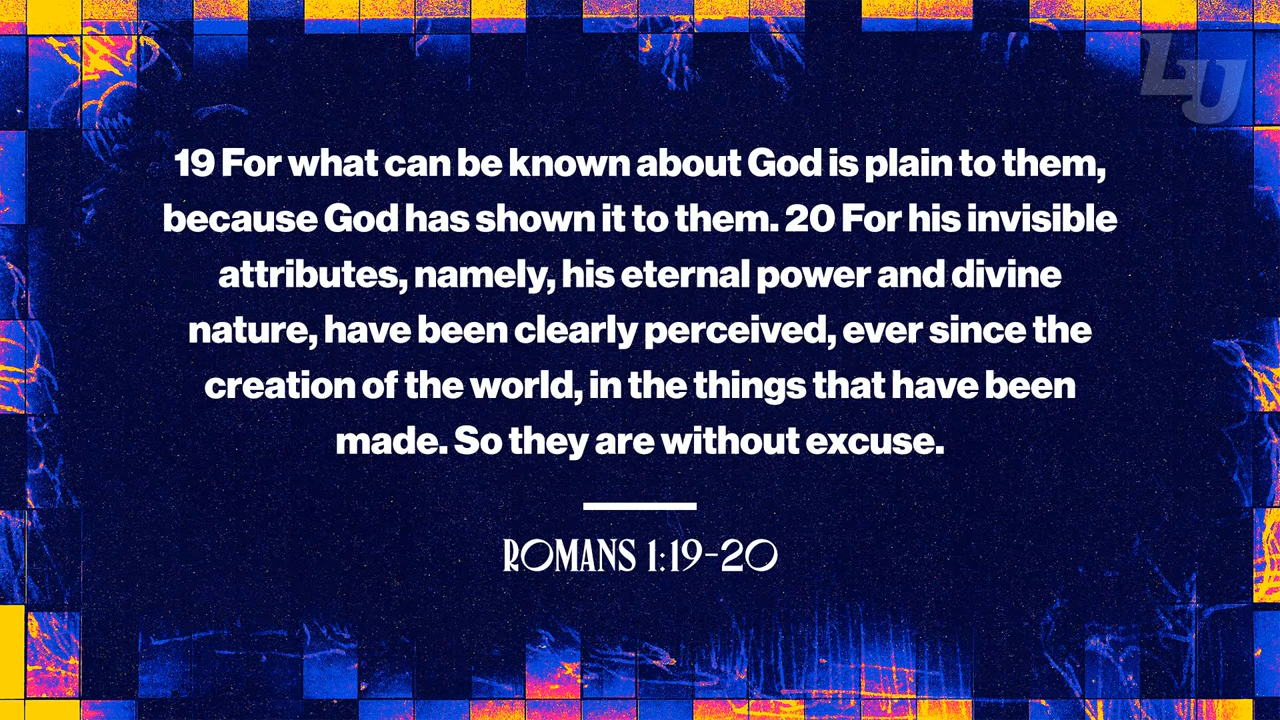 LU
19 For what can be known about God is plain to them,
because God has shown it to them. 20 For his invisible
attributes, namely, his eternal power and divine
nature, have been clearly perceived, ever since the
creation of the world, in the things that have been
made. So they are without excuse.
ROMANS 1:19-20